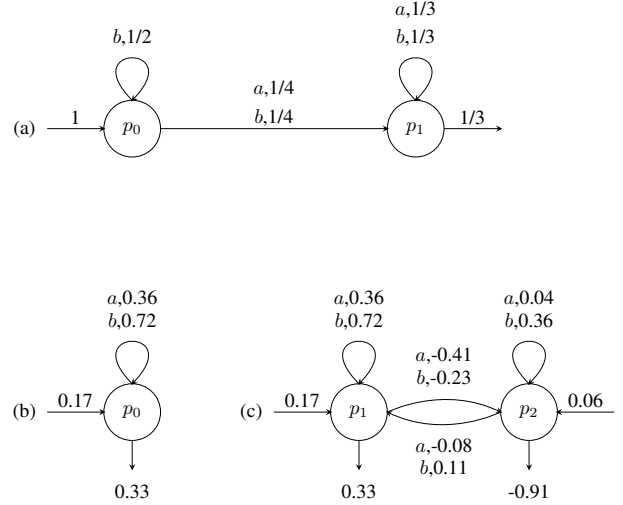 a,1/3
b,1/2
b,1/3
a,1/4
(a) 1 p₀ b,1/4 p₁ 1/3
a,0.36 a,0.36 a,0.04
b,0.72 b,0.72 b,0.36
a,-0.41
b,-0.23
(b) 0.17 p₀ (c) 0.17 p₁ p₂ 0.06
a,-0.08
b,0.11
0.33 0.33 -0.91